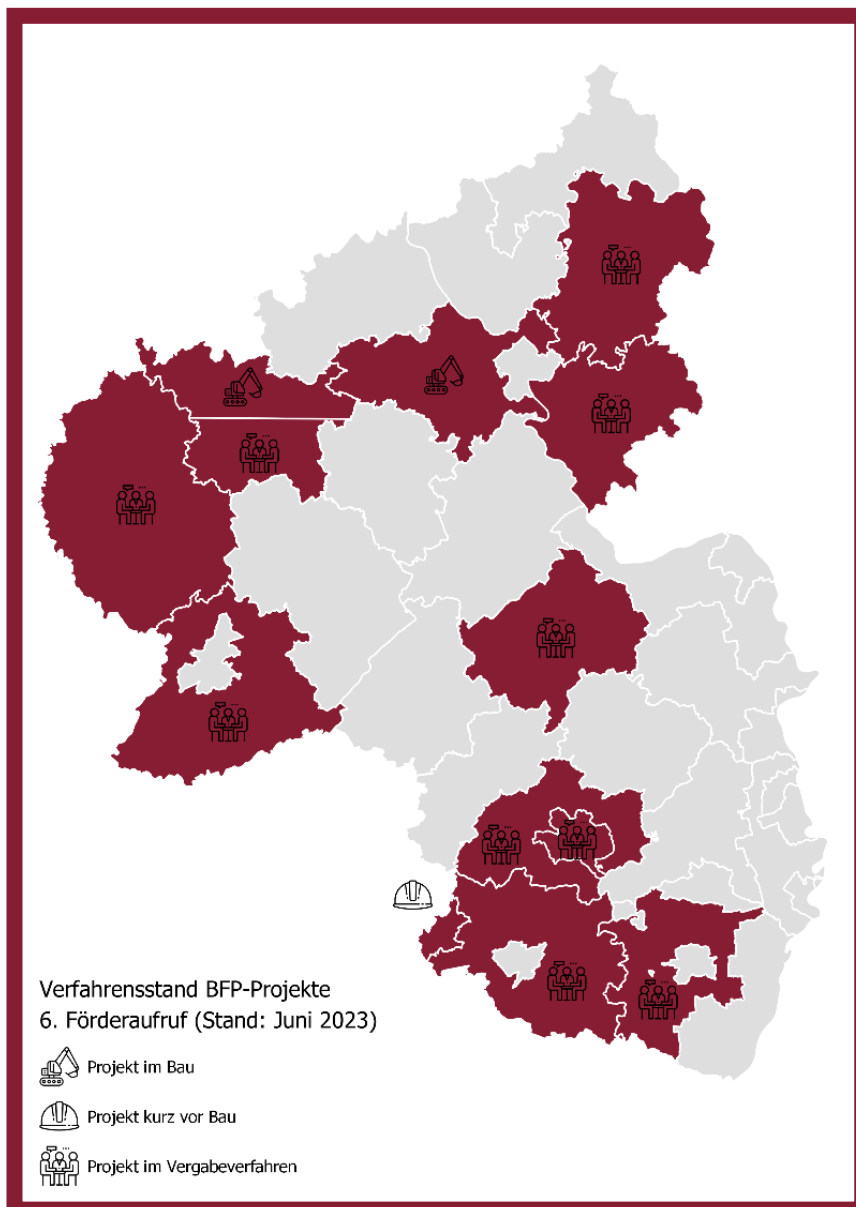 Verfahrensstand BFP-Projekte
6. Förderaufruf (Stand: Juni 2023)
Projekt im Bau
Projekt kurz vor Bau
Projekt im Vergabeverfahren